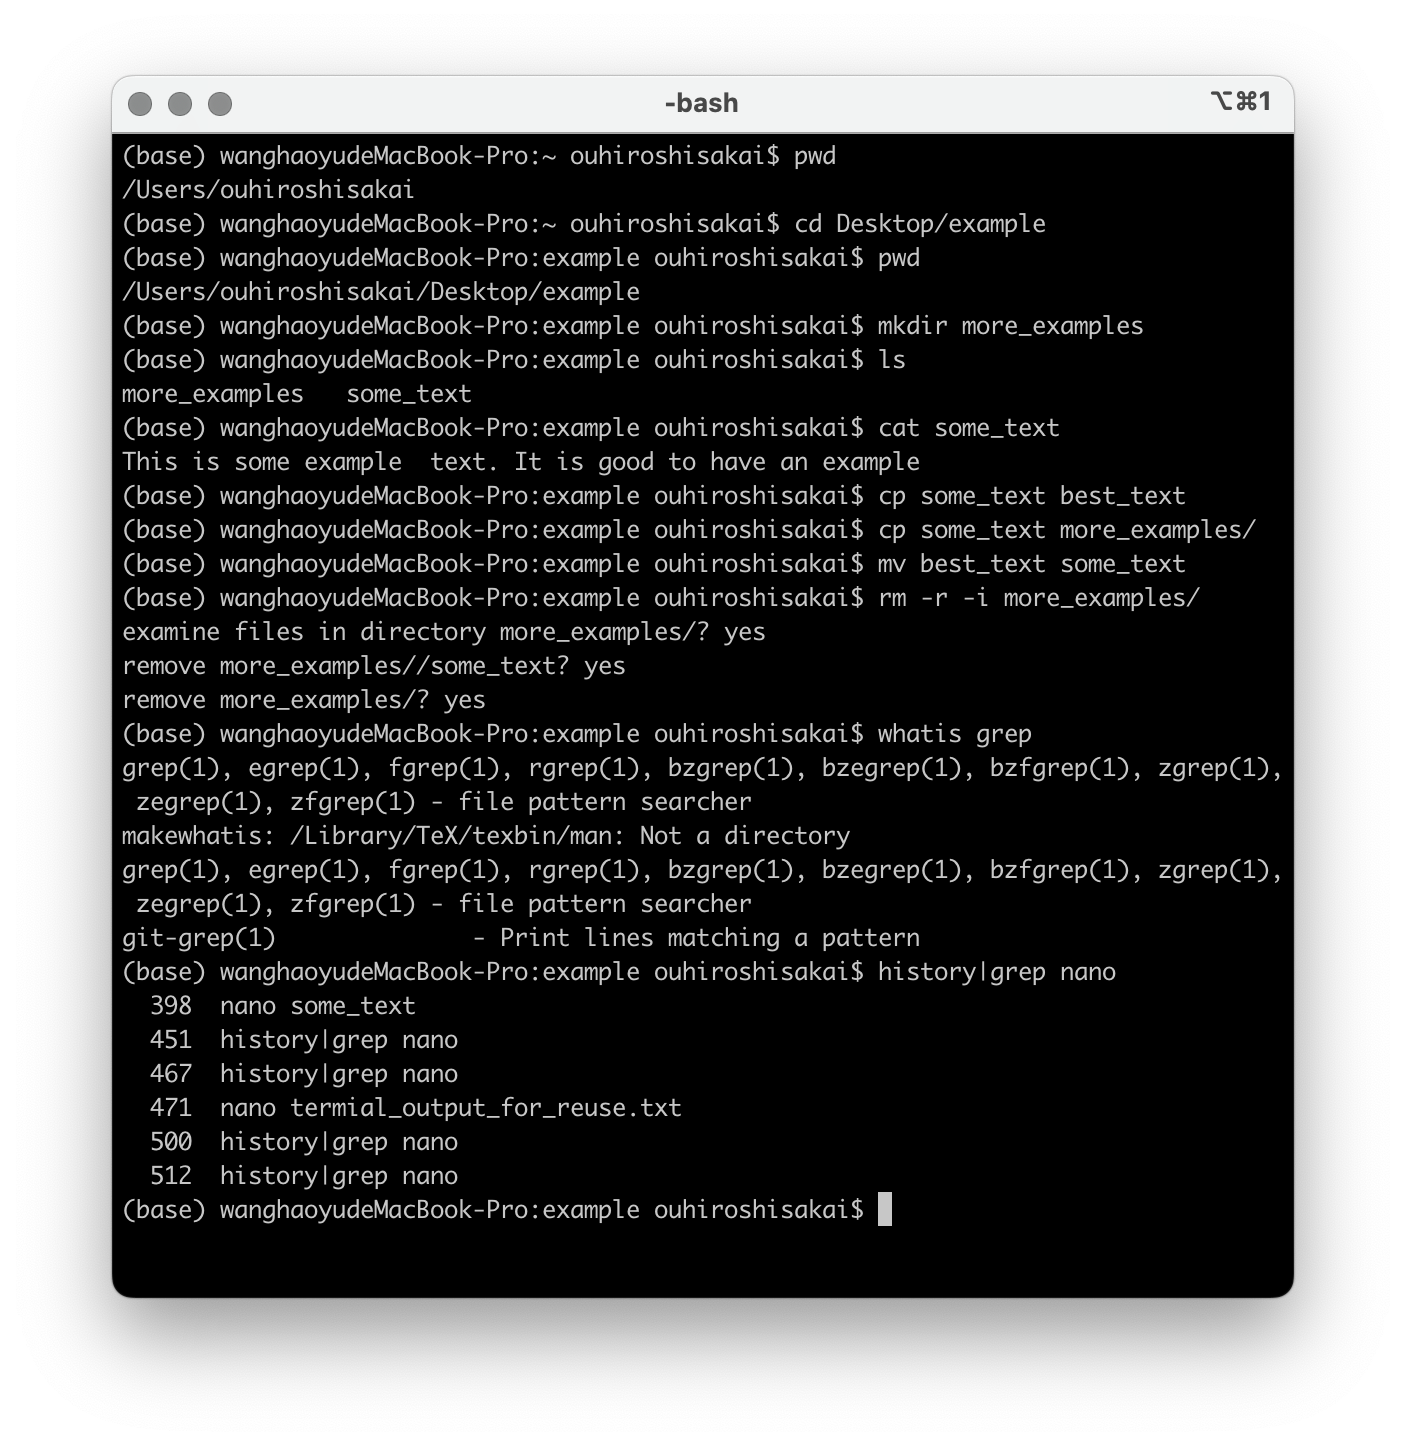 -bash
⌥⌘1
(base) wanghaoyudeMacBook-Pro:~ ouhiroshisakai$ pwd
/Users/ouhiroshisakai
(base) wanghaoyudeMacBook-Pro:~ ouhiroshisakai$ cd Desktop/example
(base) wanghaoyudeMacBook-Pro:example ouhiroshisakai$ pwd
/Users/ouhiroshisakai/Desktop/example
(base) wanghaoyudeMacBook-Pro:example ouhiroshisakai$ mkdir more_examples
(base) wanghaoyudeMacBook-Pro:example ouhiroshisakai$ ls
more_examples   some_text
(base) wanghaoyudeMacBook-Pro:example ouhiroshisakai$ cat some_text
This is some example  text. It is good to have an example
(base) wanghaoyudeMacBook-Pro:example ouhiroshisakai$ cp some_text best_text
(base) wanghaoyudeMacBook-Pro:example ouhiroshisakai$ cp some_text more_examples/
(base) wanghaoyudeMacBook-Pro:example ouhiroshisakai$ mv best_text some_text
(base) wanghaoyudeMacBook-Pro:example ouhiroshisakai$ rm -r -i more_examples/
examine files in directory more_examples/? yes
remove more_examples//some_text? yes
remove more_examples/? yes
(base) wanghaoyudeMacBook-Pro:example ouhiroshisakai$ whatis grep
grep(1), egrep(1), fgrep(1), rgrep(1), bzgrep(1), bzegrep(1), bzfgrep(1), zgrep(1),
 zegrep(1), zfgrep(1) - file pattern searcher
makewhatis: /Library/TeX/texbin/man: Not a directory
grep(1), egrep(1), fgrep(1), rgrep(1), bzgrep(1), bzegrep(1), bzfgrep(1), zgrep(1),
 zegrep(1), zfgrep(1) - file pattern searcher
git-grep(1)              - Print lines matching a pattern
(base) wanghaoyudeMacBook-Pro:example ouhiroshisakai$ history|grep nano
  398  nano some_text
  451  history|grep nano
  467  history|grep nano
  471  nano termial_output_for_reuse.txt
  500  history|grep nano
  512  history|grep nano
(base) wanghaoyudeMacBook-Pro:example ouhiroshisakai$